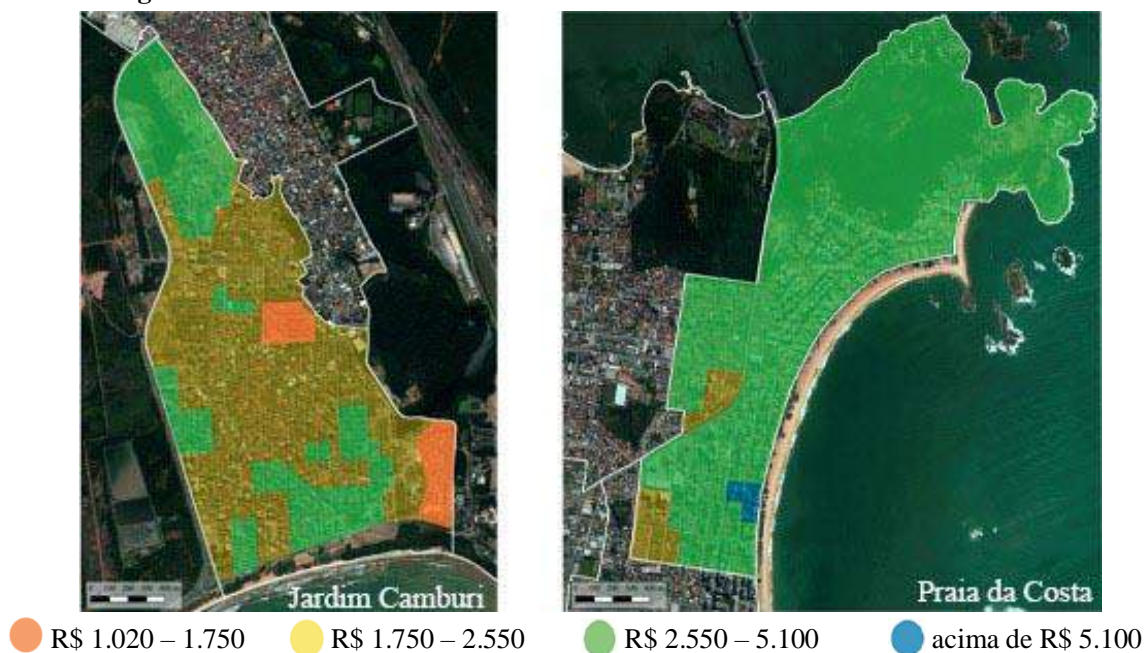 Jardim Camburi
Praia da Costa
R$ 1.020 – 1.750
R$ 1.750 – 2.550
R$ 2.550 – 5.100
acima de R$ 5.100